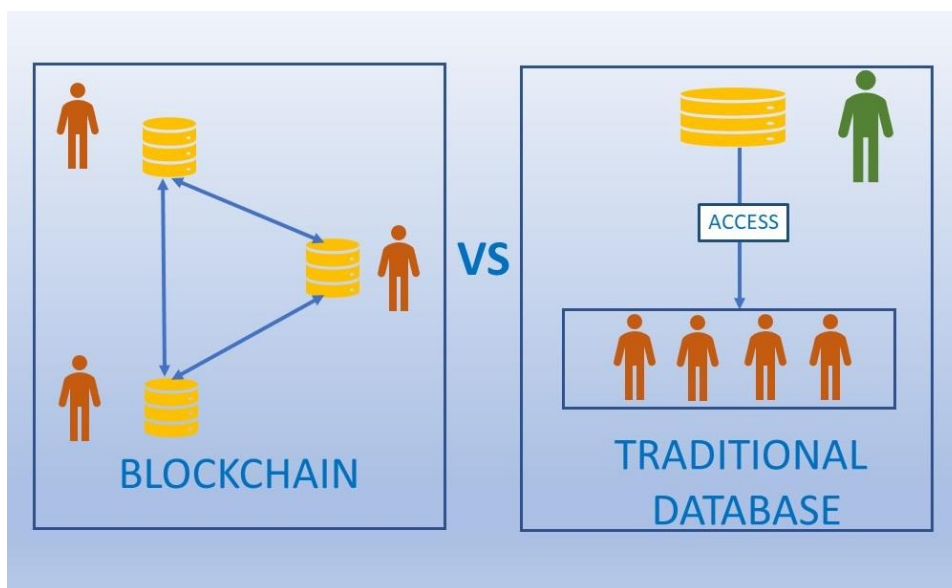 BLOCKCHAIN
VS
ACCESS
TRADITIONAL
DATABASE